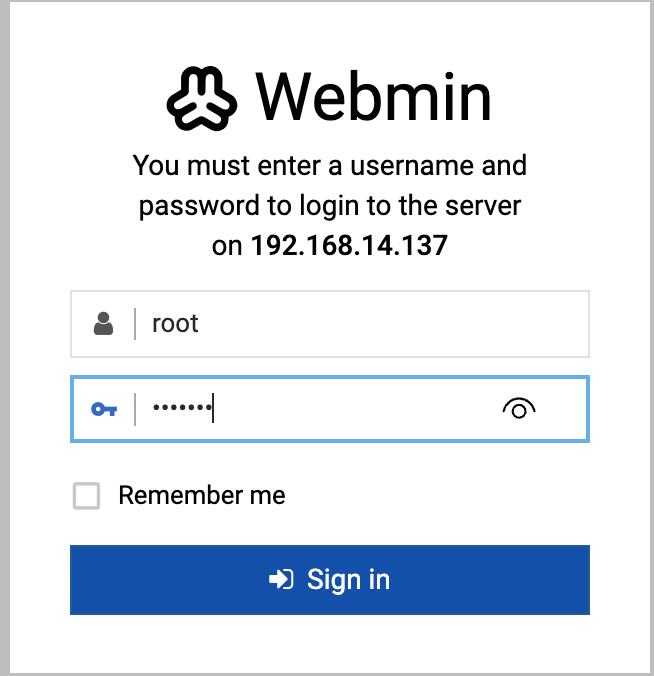 Webmin
You must enter a username and
password to login to the server
on 192.168.14.137
root
•••••••
Remember me
Sign in